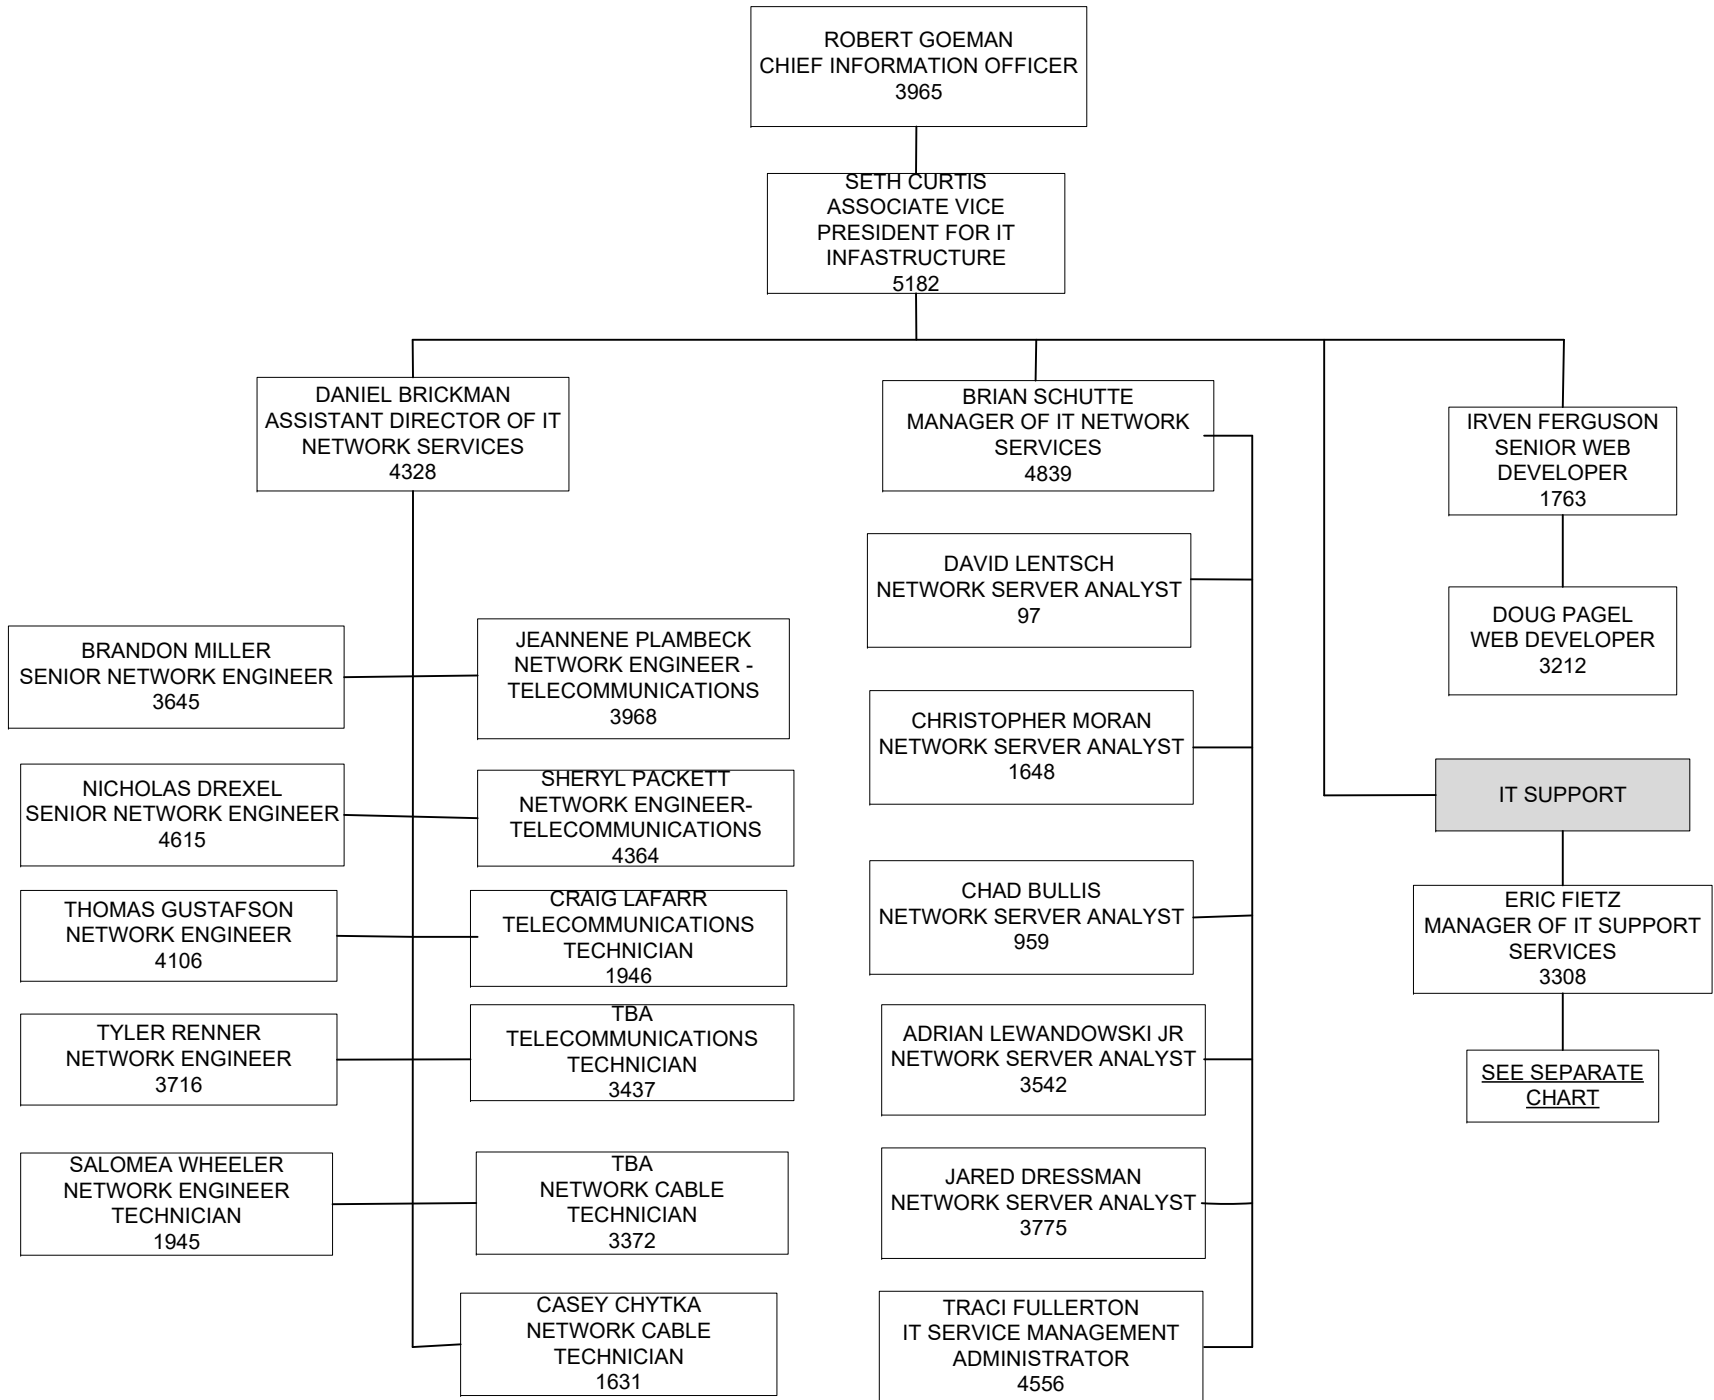 ROBERT GOEMAN
CHIEF INFORMATION OFFICER
3965
SETH CURTIS
ASSOCIATE VICE
PRESIDENT FOR IT
INFASTRUCTURE
5182
DANIEL BRICKMAN
ASSISTANT DIRECTOR OF IT
NETWORK SERVICES
4328
BRANDON MILLER
SENIOR NETWORK ENGINEER
3645
JEANNENE PLAMBECK
NETWORK ENGINEER -
TELECOMMUNICATIONS
3968
NICHOLAS DREXEL
SENIOR NETWORK ENGINEER
4615
SHERYL PACKETT
NETWORK ENGINEER-
TELECOMMUNICATIONS
4364
THOMAS GUSTAFSON
NETWORK ENGINEER
4106
CRAIG LAFARR
TELECOMMUNICATIONS
TECHNICIAN
1946
TYLER RENNER
NETWORK ENGINEER
3716
TBA
TELECOMMUNICATIONS
TECHNICIAN
3437
SALOMEA WHEELER
NETWORK ENGINEER
TECHNICIAN
1945
TBA
NETWORK CABLE
TECHNICIAN
3372
CASEY CHYTKA
NETWORK CABLE
TECHNICIAN
1631
BRIAN SCHUTTE
MANAGER OF IT NETWORK
SERVICES
4839
DAVID LENTSCH
NETWORK SERVER ANALYST
97
CHRISTOPHER MORAN
NETWORK SERVER ANALYST
1648
CHAD BULLIS
NETWORK SERVER ANALYST
959
ADRIAN LEWANDOWSKI JR
NETWORK SERVER ANALYST
3542
JARED DRESSMAN
NETWORK SERVER ANALYST
3775
TRACI FULLERTON
IT SERVICE MANAGEMENT
ADMINISTRATOR
4556
IRVEN FERGUSON
SENIOR WEB
DEVELOPER
1763
DOUG PAGEL
WEB DEVELOPER
3212
IT SUPPORT
ERIC FIETZ
MANAGER OF IT SUPPORT
SERVICES
3308
SEE SEPARATE
CHART